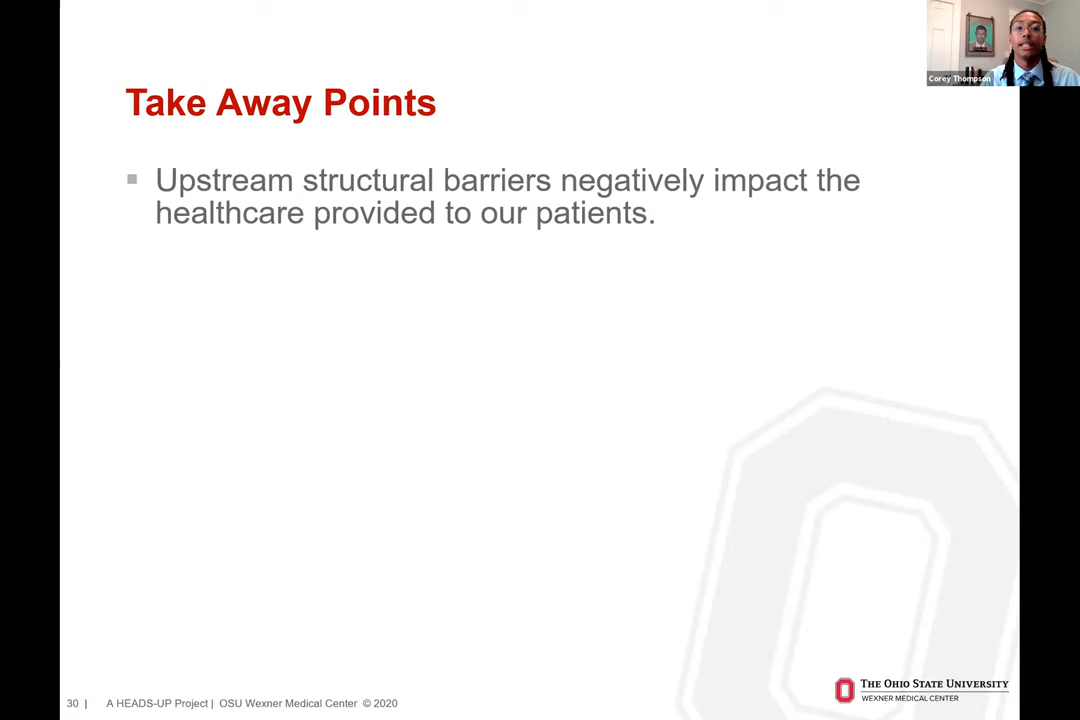 Corey Thompson
Take Away Points
▪ Upstream structural barriers negatively impact the
healthcare provided to our patients.
30 | A HEADS-UP Project | OSU Wexner Medical Center © 2020
THE OHIO STATE UNIVERSITY
WEXNER MEDICAL CENTER